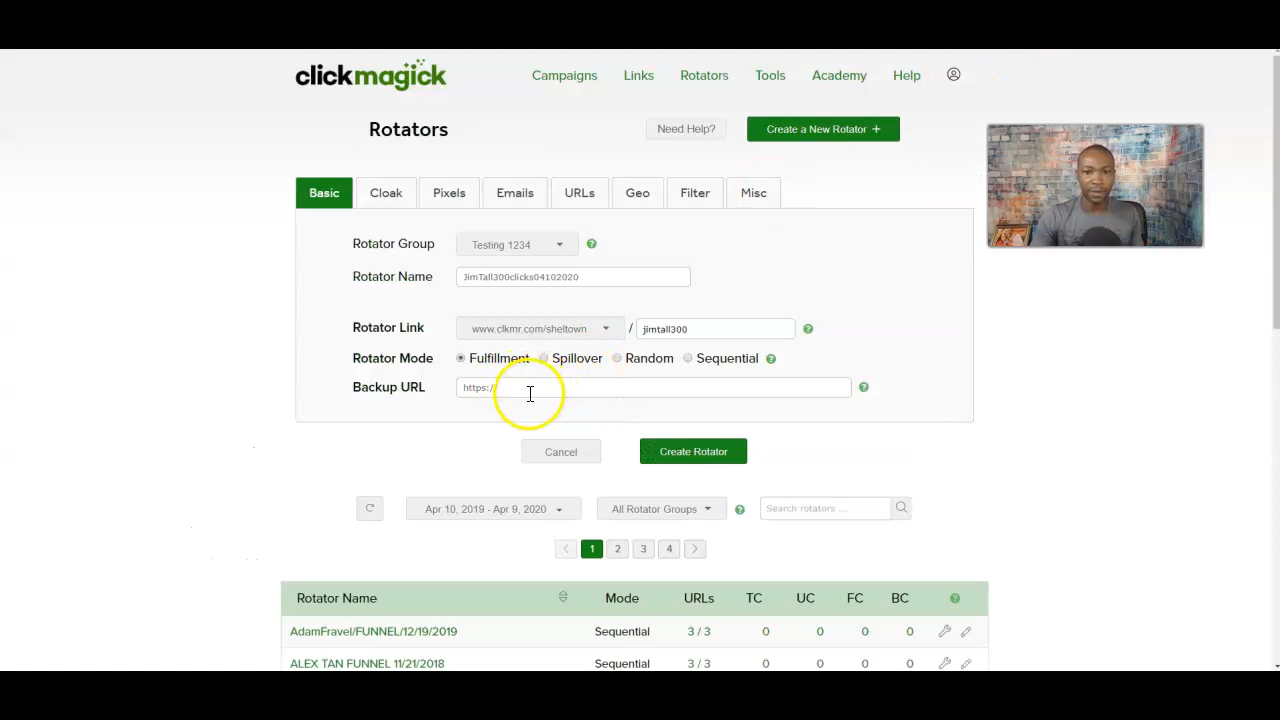 clickmagick
Campaigns Links Rotators Tools Academy Help
Rotators
Need Help?
Create a New Rotator +
Basic Cloak Pixels Emails URLs Geo Filter Misc
Rotator Group Testing 1234 ?
Rotator Name JimTall300clicks04102020
Rotator Link www.clkmr.com/sheltown / jimtall300 ?
Rotator Mode Fulfillment Spillover Random Sequential ?
Backup URL https:// ?
Cancel Create Rotator
Apr 10, 2019 - Apr 9, 2020 All Rotator Groups ? Search rotators ...
< 1 2 3 4 >
Rotator Name Mode URLs TC UC FC BC ?
AdamFravel/FUNNEL/12/19/2019 Sequential 3 / 3 0 0 0 0
ALEX TAN FUNNEL 11/21/2018 Sequential 3 / 3 0 0 0 0